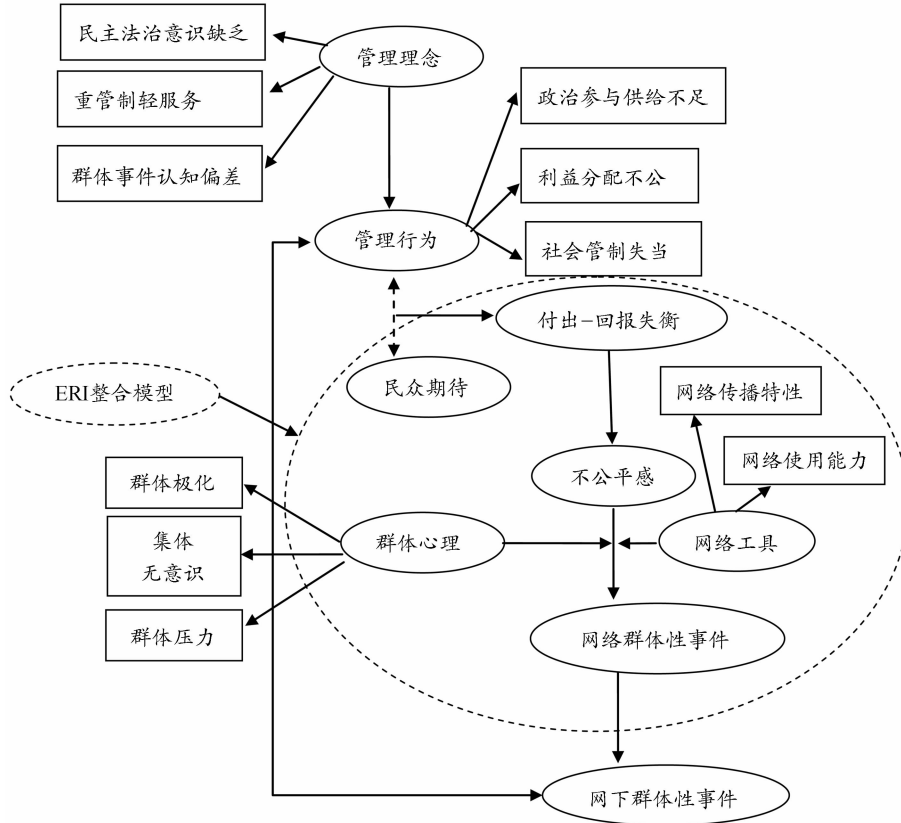 民主法治意识缺乏
管理理念
重管制轻服务
政治参与供给不足
群体事件认知偏差
利益分配不公
管理行为
社会管制失当
付出–回报失衡
民众期待
ERI整合模型
网络传播特性
网络使用能力
群体极化
不公平感
集体
无意识
群体心理
网络工具
群体压力
网络群体性事件
网下群体性事件